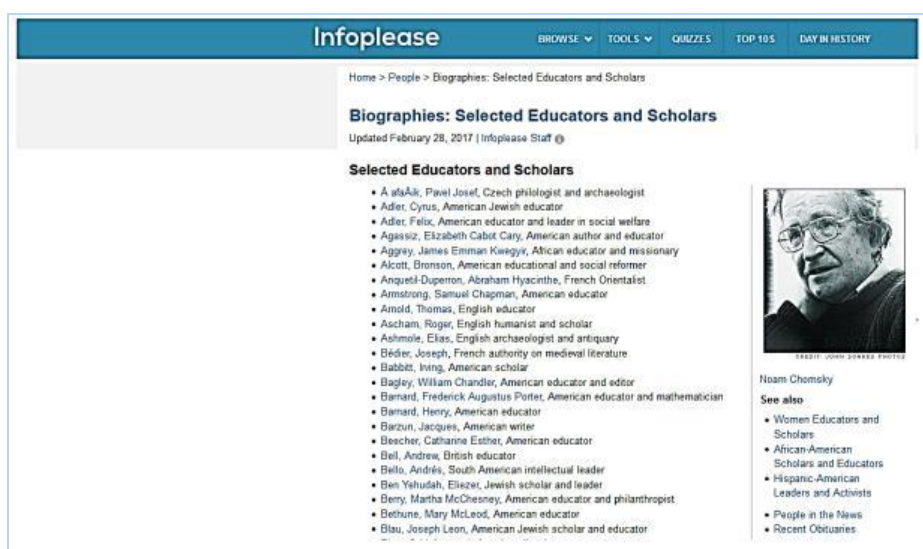 Infoplease
BROWSE TOOLS QUIZZES TOP 10S DAY IN HISTORY
Home > People > Biographies: Selected Educators and Scholars
Biographies: Selected Educators and Scholars
Updated February 28, 2017 | Infoplease Staff
Selected Educators and Scholars
• Å afaÅik, Pavel Josef, Czech philologist and archaeologist
• Adler, Cyrus, American Jewish educator
• Adler, Felix, American educator and leader in social welfare
• Agassiz, Elizabeth Cabot Cary, American author and educator
• Aggrey, James Emman Kwegyir, African educator and missionary
• Alcott, Bronson, American educational and social reformer
• Anquetil-Duperron, Abraham Hyacinthe, French Orientalist
• Armstrong, Samuel Chapman, American educator
• Arnold, Thomas, English educator
• Ascham, Roger, English humanist and scholar
• Ashmole, Elias, English archaeologist and antiquary
• Bédier, Joseph, French authority on medieval literature
• Babbitt, Irving, American scholar
• Bagley, William Chandler, American educator and editor
• Barnard, Frederick Augustus Porter, American educator and mathematician
• Barnard, Henry, American educator
• Barzun, Jacques, American writer
• Beecher, Catharine Esther, American educator
• Bell, Andrew, British educator
• Bello, Andrés, South American intellectual leader
• Ben Yehudah, Eliezer, Jewish scholar and leader
• Berry, Martha McChesney, American educator and philanthropist
• Bethune, Mary McLeod, American educator
• Blau, Joseph Leon, American Jewish scholar and educator
CREDIT: JOHN SOARES PHOTOS
Noam Chomsky
See also
• Women Educators and
Scholars
• African-American
Scholars and Educators
• Hispanic-American
Leaders and Activists
• People in the News
• Recent Obituaries